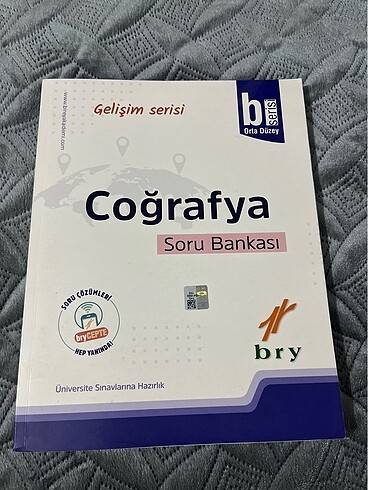 www.bireyakademi.com
Gelişim serisi
b serisi
Orta Düzey
Coğrafya
Soru Bankası
SORU ÇÖZÜMLERİ
bryCEPTE
HEP YANINDA!
bry
Üniversite Sınavlarına Hazırlık